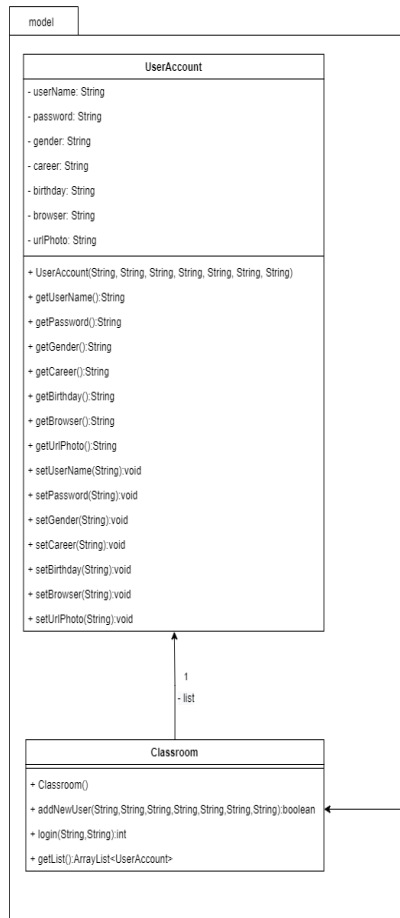 model
UserAccount
- userName: String
- password: String
- gender: String
- career: String
- birthday: String
- browser: String
- urlPhoto: String
+ UserAccount(String, String, String, String, String, String, String)
+ getUserName():String
+ getPassword():String
+ getGender():String
+ getCareer():String
+ getBirthday():String
+ getBrowser():String
+ getUrlPhoto():String
+ setUserName(String):void
+ setPassword(String):void
+ setGender(String):void
+ setCareer(String):void
+ setBirthday(String):void
+ setBrowser(String):void
+ setUrlPhoto(String):void
1
- list
Classroom
+ Classroom()
+ addNewUser(String,String,String,String,String,String,String):boolean
+ login(String,String):int
+ getList():ArrayList<UserAccount>